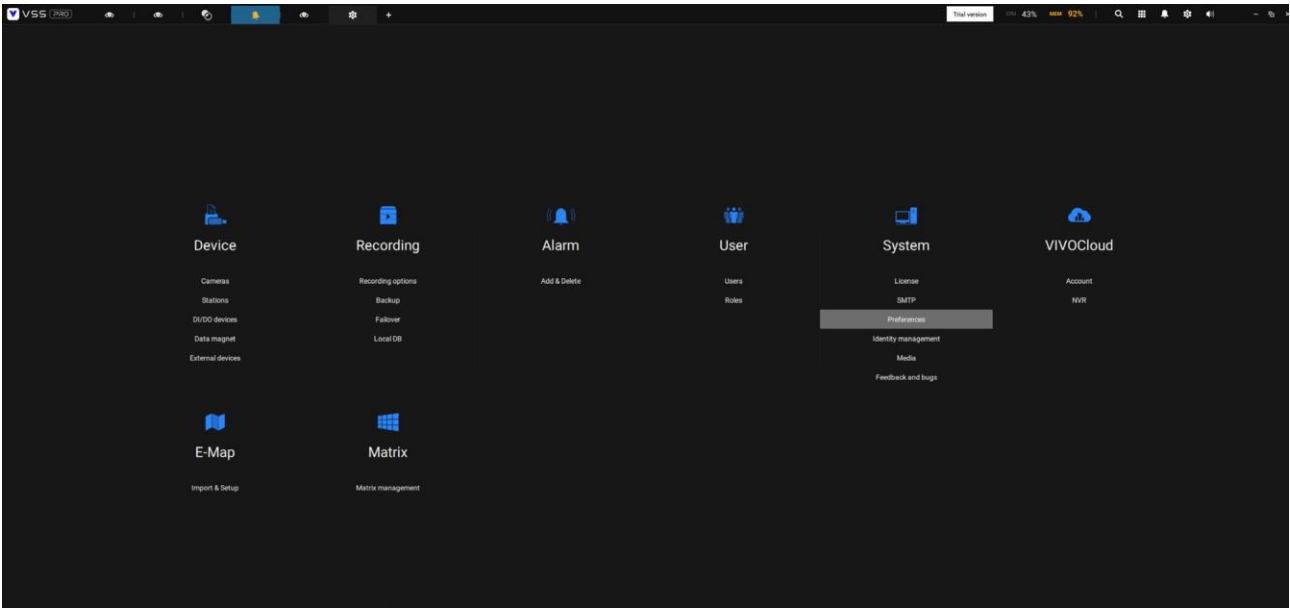 VSS PRO
Trial version
CPU 43% MEM 92%
Device
Cameras
Stations
DI/DO devices
Data magnet
External devices
Recording
Recording options
Backup
Failover
Local DB
Alarm
Add & Delete
User
Users
Roles
System
License
SMTP
Preferences
Identity management
Media
Feedback and bugs
VIVOCloud
Account
NVR
E-Map
Import & Setup
Matrix
Matrix management